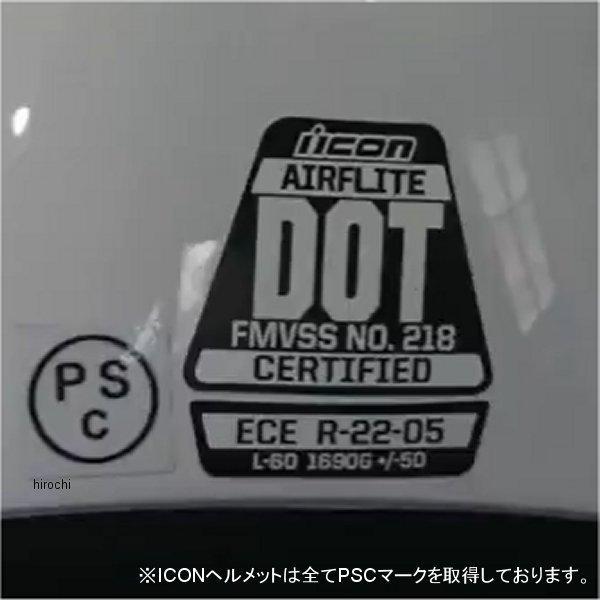 icon
AIRFLITE
DOT
FMVSS NO. 218
CERTIFIED
PS
C
ECE R-22-05
L-60 1690G +/-50
hirochi
※ICONヘルメットは全てPSCマークを取得しております。